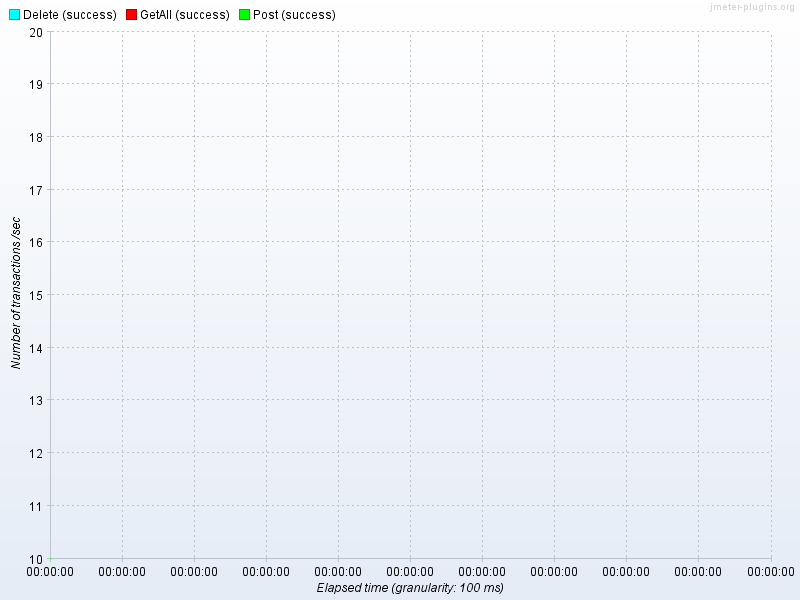 Delete (success) GetAll (success) Post (success)
jmeter-plugins.org
20
19
18
17
16
15
14
13
12
11
10
Number of transactions /sec
00:00:00 00:00:00 00:00:00 00:00:00 00:00:00 00:00:00 00:00:00 00:00:00 00:00:00 00:00:00 00:00:00
Elapsed time (granularity: 100 ms)